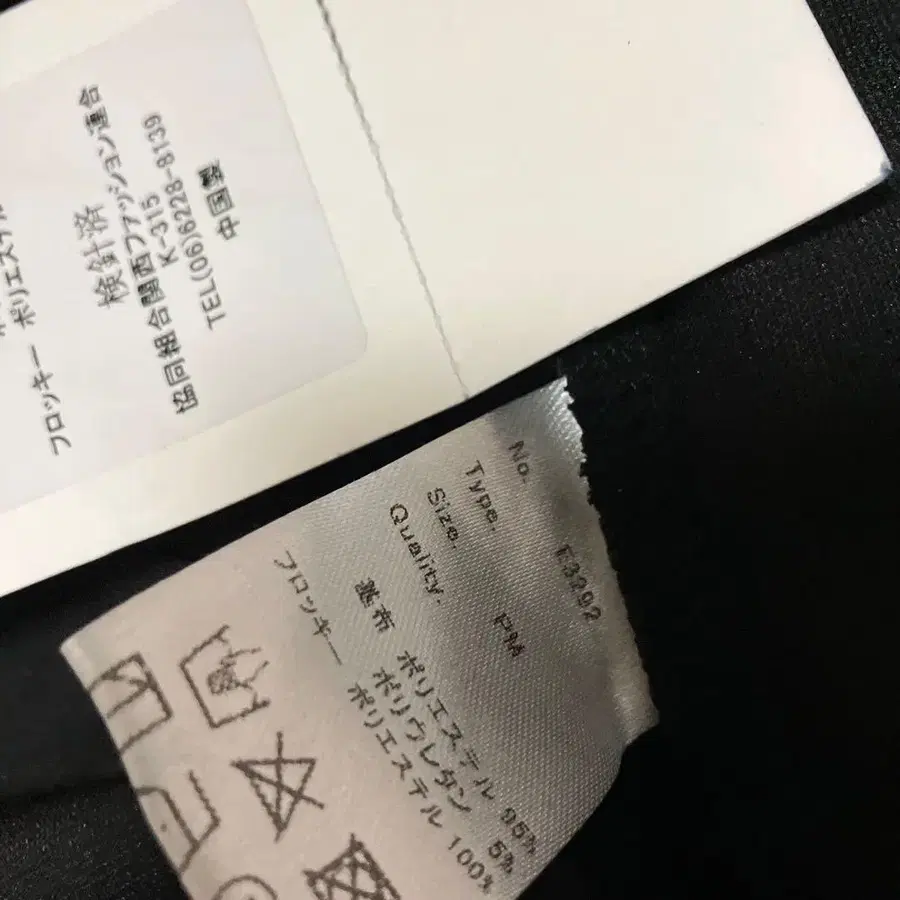 フロッキー ポリエステル
検針済
協同組合関西ファッション連合
K-315
TEL(06)6228-8139
中国製
No. E3292
Type.
Size. PM
Quality.
基布 ポリエステル 95%
ポリウレタン 5%
フロッキー ポリエステル 100%